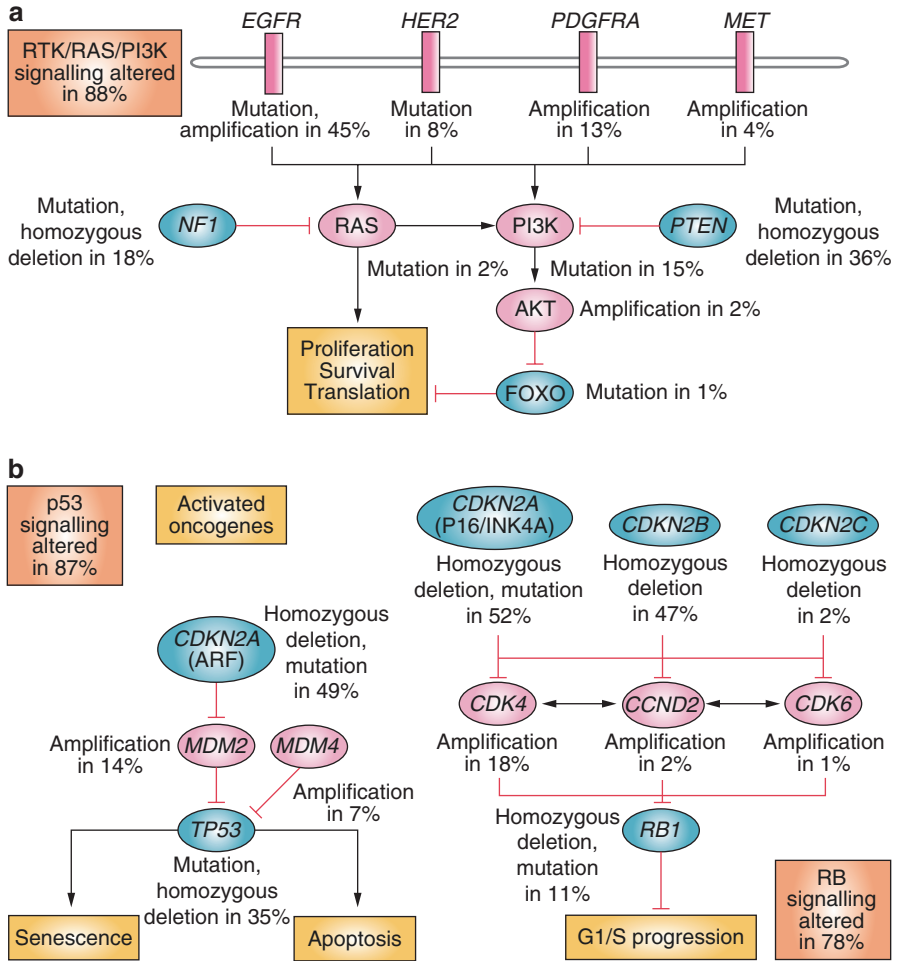 a
EGFR
HER2
PDGFRA
MET
RTK/RAS/PI3K
signalling altered
in 88%
Mutation,
amplification in 45%
Mutation
in 8%
Amplification
in 13%
Amplification
in 4%
Mutation,
homozygous
deletion in 18%
NF1
RAS
PI3K
PTEN
Mutation,
homozygous
deletion in 36%
Mutation in 2%
Mutation in 15%
AKT
Amplification in 2%
Proliferation
Survival
Translation
FOXO
Mutation in 1%
b
p53
signalling
altered
in 87%
Activated
oncogenes
CDKN2A
(ARF)
Homozygous
deletion,
mutation
in 49%
Amplification
in 14%
MDM2
MDM4
Amplification
in 7%
TP53
Mutation,
homozygous
deletion in 35%
Senescence
Apoptosis
CDKN2A
(P16/INK4A)
CDKN2B
CDKN2C
Homozygous
deletion, mutation
in 52%
Homozygous
deletion
in 47%
Homozygous
deletion
in 2%
CDK4
CCND2
CDK6
Amplification
in 18%
Amplification
in 2%
Amplification
in 1%
Homozygous
deletion,
mutation
in 11%
RB1
G1/S progression
RB
signalling
altered
in 78%